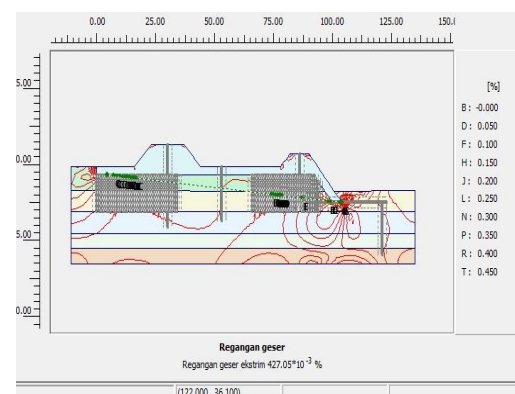 0.00 25.00 50.00 75.00 100.00 125.00 150.(
5.00
0.00
5.00
0.00
[%]
B : -0.000
D : 0.050
F : 0.100
H : 0.150
J : 0.200
L : 0.250
N : 0.300
P : 0.350
R : 0.400
T : 0.450
Regangan geser
Regangan geser ekstrim 427.05*10 -3 %
(122.000 36.100)